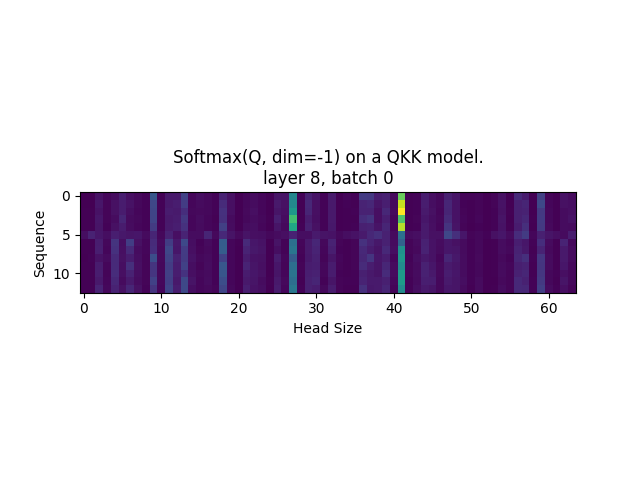 Softmax(Q, dim=-1) on a QKK model.
layer 8, batch 0
0
5
10
Sequence
0 10 20 30 40 50 60
Head Size